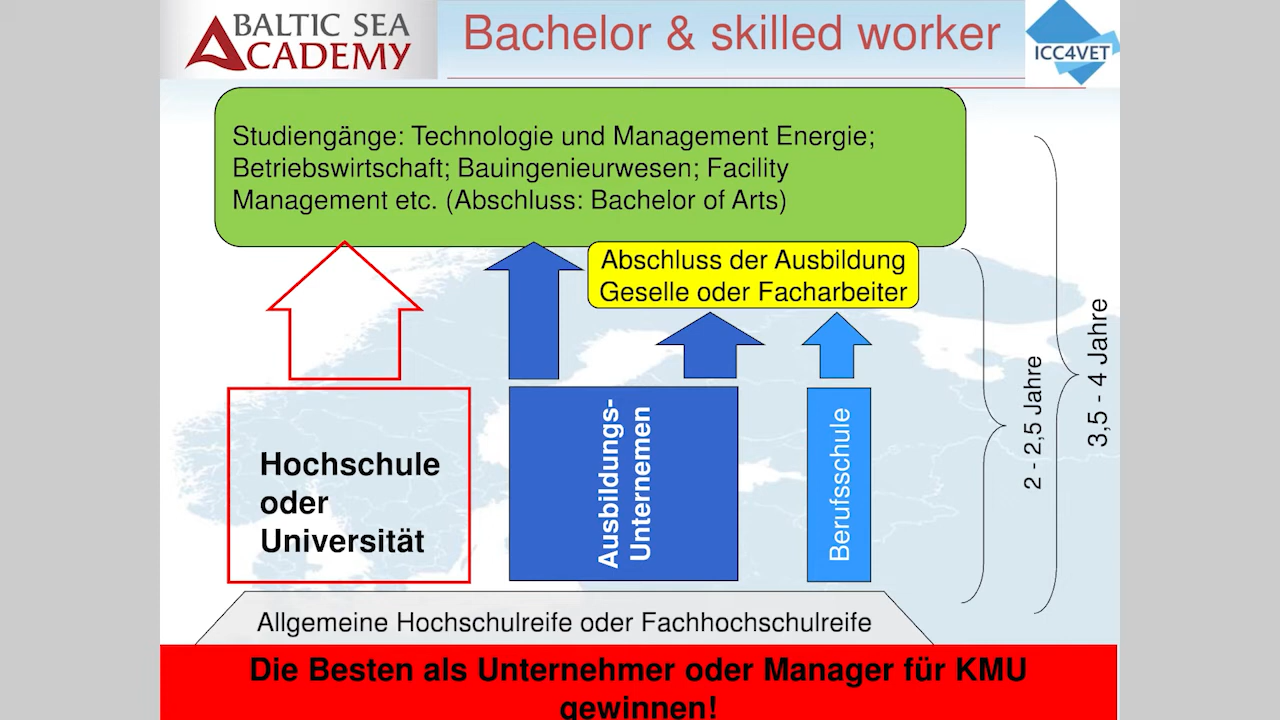 BALTIC SEA
ACADEMY
Bachelor & skilled worker
ICC4VET
Studiengänge: Technologie und Management Energie;
Betriebswirtschaft; Bauingenieurwesen; Facility
Management etc. (Abschluss: Bachelor of Arts)
Abschluss der Ausbildung
Geselle oder Facharbeiter
Hochschule
oder
Universität
Ausbildungs-
Unternemen
Berufsschule
2 - 2,5 Jahre
3,5 - 4 Jahre
Allgemeine Hochschulreife oder Fachhochschulreife
Die Besten als Unternehmer oder Manager für KMU
gewinnen!